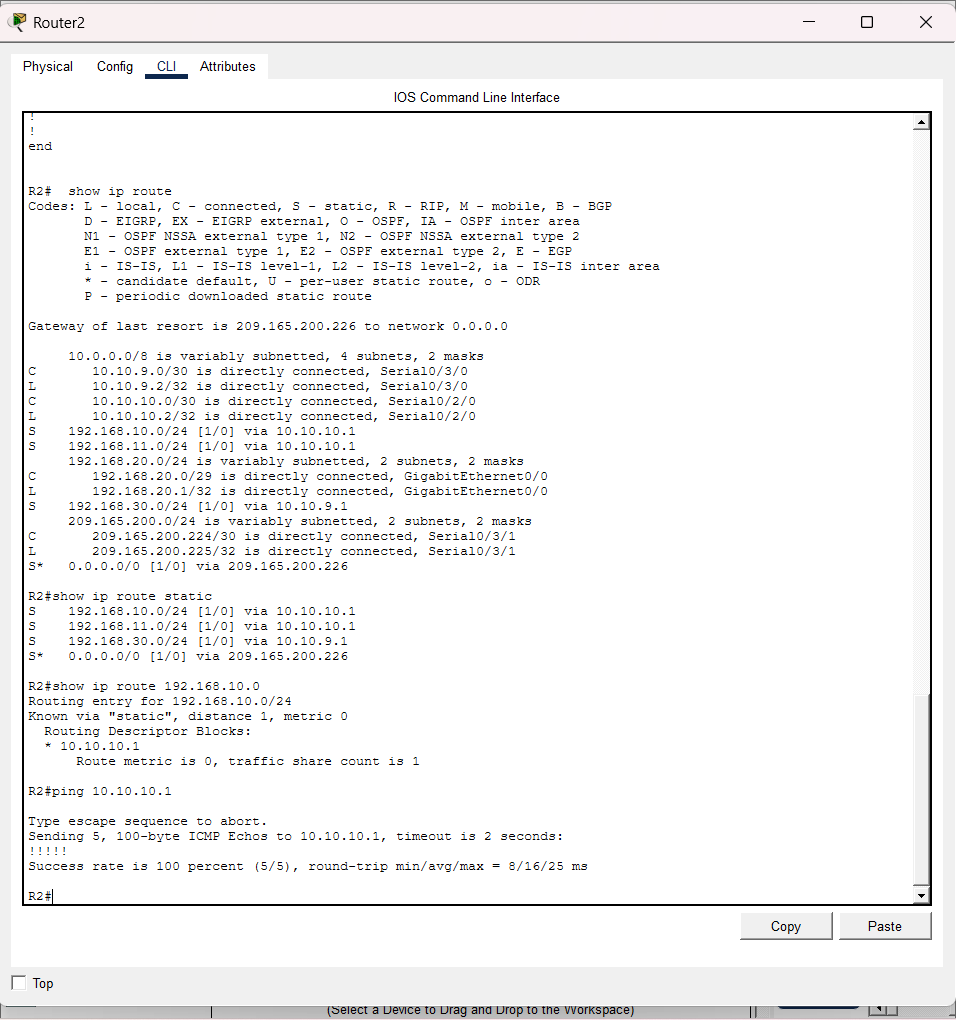 Router2
Physical Config CLI Attributes
IOS Command Line Interface
!
!
end
R2#  show ip route
Codes: L - local, C - connected, S - static, R - RIP, M - mobile, B - BGP
       D - EIGRP, EX - EIGRP external, O - OSPF, IA - OSPF inter area
       N1 - OSPF NSSA external type 1, N2 - OSPF NSSA external type 2
       E1 - OSPF external type 1, E2 - OSPF external type 2, E - EGP
       i - IS-IS, L1 - IS-IS level-1, L2 - IS-IS level-2, ia - IS-IS inter area
       * - candidate default, U - per-user static route, o - ODR
       P - periodic downloaded static route
Gateway of last resort is 209.165.200.226 to network 0.0.0.0
     10.0.0.0/8 is variably subnetted, 4 subnets, 2 masks
C       10.10.9.0/30 is directly connected, Serial0/3/0
L       10.10.9.2/32 is directly connected, Serial0/3/0
C       10.10.10.0/30 is directly connected, Serial0/2/0
L       10.10.10.2/32 is directly connected, Serial0/2/0
S    192.168.10.0/24 [1/0] via 10.10.10.1
S    192.168.11.0/24 [1/0] via 10.10.10.1
     192.168.20.0/24 is variably subnetted, 2 subnets, 2 masks
C       192.168.20.0/29 is directly connected, GigabitEthernet0/0
L       192.168.20.1/32 is directly connected, GigabitEthernet0/0
S    192.168.30.0/24 [1/0] via 10.10.9.1
     209.165.200.0/24 is variably subnetted, 2 subnets, 2 masks
C       209.165.200.224/30 is directly connected, Serial0/3/1
L       209.165.200.225/32 is directly connected, Serial0/3/1
S*   0.0.0.0/0 [1/0] via 209.165.200.226
R2#show ip route static
S    192.168.10.0/24 [1/0] via 10.10.10.1
S    192.168.11.0/24 [1/0] via 10.10.10.1
S    192.168.30.0/24 [1/0] via 10.10.9.1
S*   0.0.0.0/0 [1/0] via 209.165.200.226
R2#show ip route 192.168.10.0
Routing entry for 192.168.10.0/24
Known via "static", distance 1, metric 0
  Routing Descriptor Blocks:
  * 10.10.10.1
      Route metric is 0, traffic share count is 1
R2#ping 10.10.10.1
Type escape sequence to abort.
Sending 5, 100-byte ICMP Echos to 10.10.10.1, timeout is 2 seconds:
!!!!!
Success rate is 100 percent (5/5), round-trip min/avg/max = 8/16/25 ms
R2#
Copy Paste
Top
(Select a Device to Drag and Drop to the Workspace)